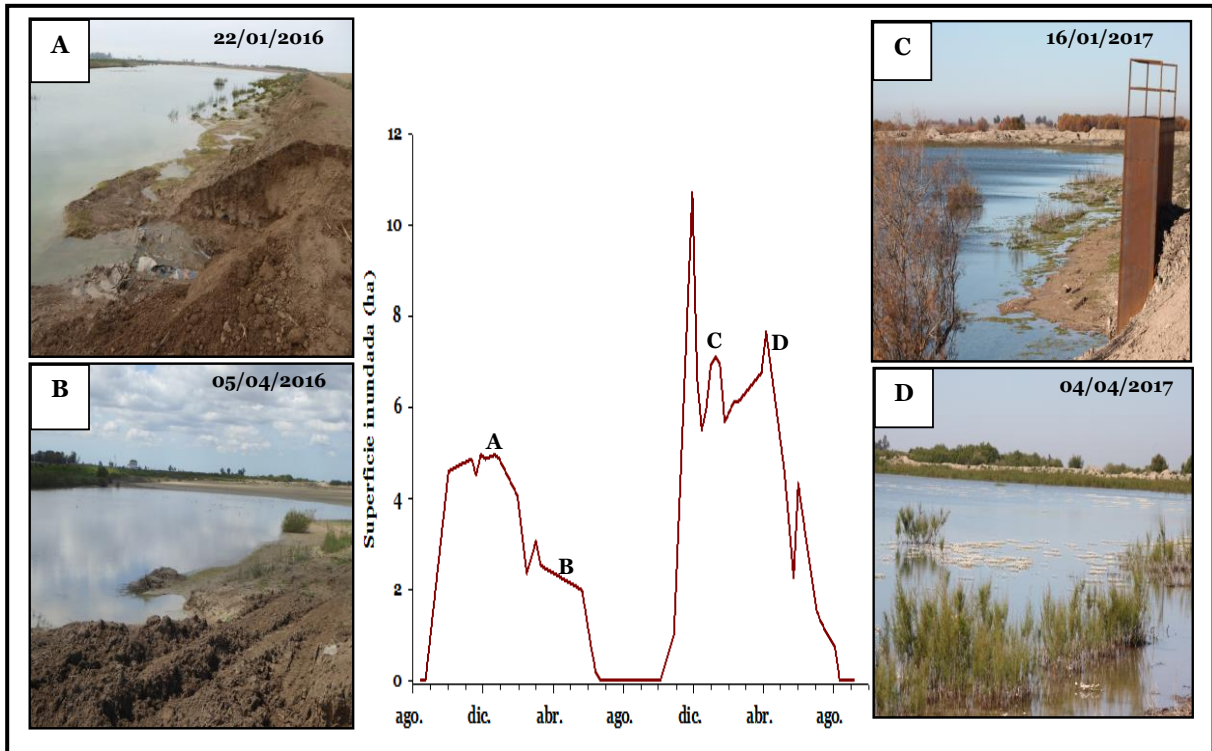 A
22/01/2016
B
05/04/2016
Superficie inundada (ha)
12
10
8
6
4
2
0
A
B
C
D
ago.
dic.
abr.
ago.
dic.
abr.
ago.
C
16/01/2017
D
04/04/2017